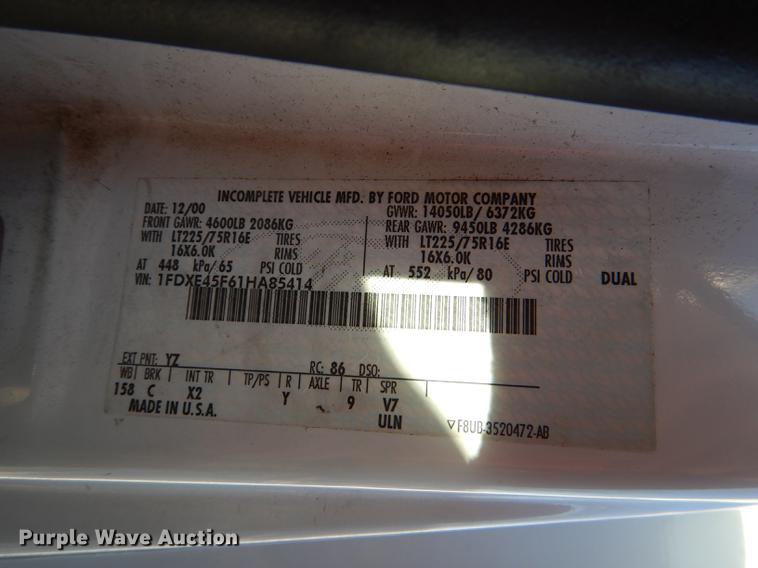 INCOMPLETE VEHICLE MFD. BY FORD MOTOR COMPANY
DATE: 12/00 GVWR: 14050LB/ 6372KG
FRONT GAWR: 4600LB 2086KG REAR GAWR: 9450LB 4286KG
WITH LT225/75R16E TIRES WITH LT225/75R16E TIRES
16X6.0K RIMS 16X6.0K RIMS
AT 448 kPa/65 PSI COLD AT 552 kPa/80 PSI COLD DUAL
VIN: 1FDXE45F61HA85414
EXT PNT: YZ RC: 86 DSO:
WB BRK INT TR TP/PS R AXLE TR SPR
158 C X2 Y 9 V7
MADE IN U.S.A. ULN ▽F8UB-3520472-AB
Purple Wave Auction
Purple Wave Auction